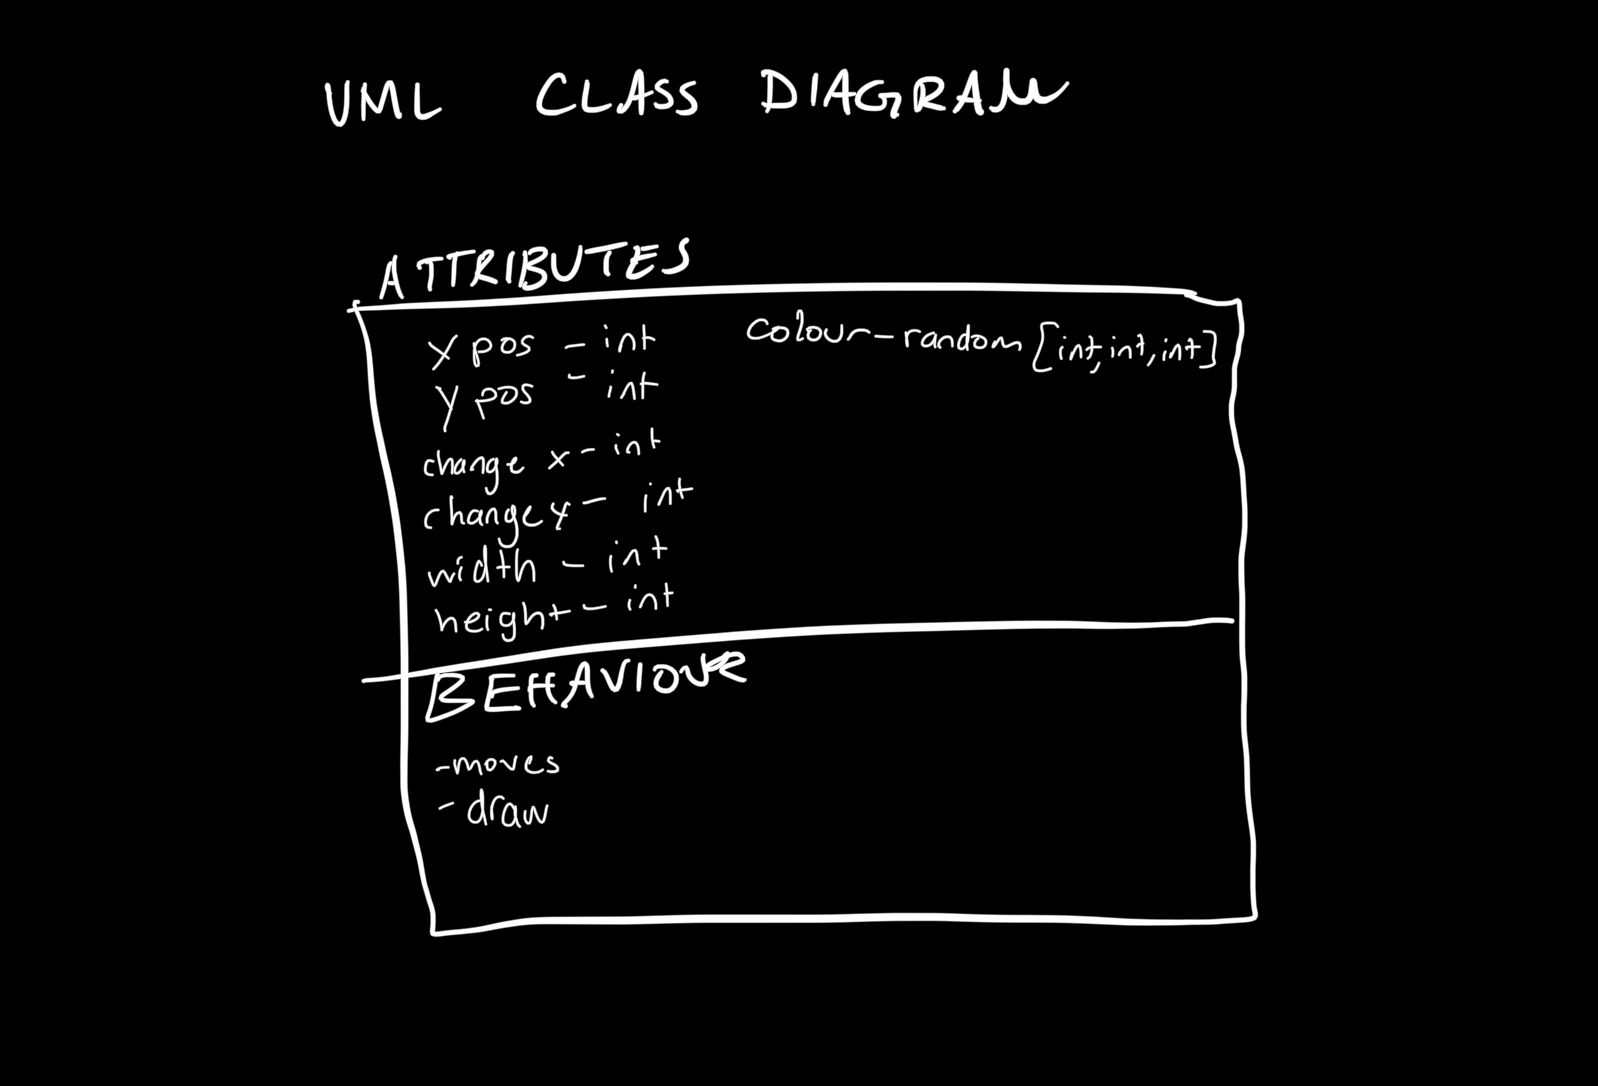 UML CLASS DIAGRAM
ATTRIBUTES
x pos - int
y pos - int
change x - int
change y - int
width - int
height - int
colour - random [int, int, int]
BEHAVIOUR
- moves
- draw